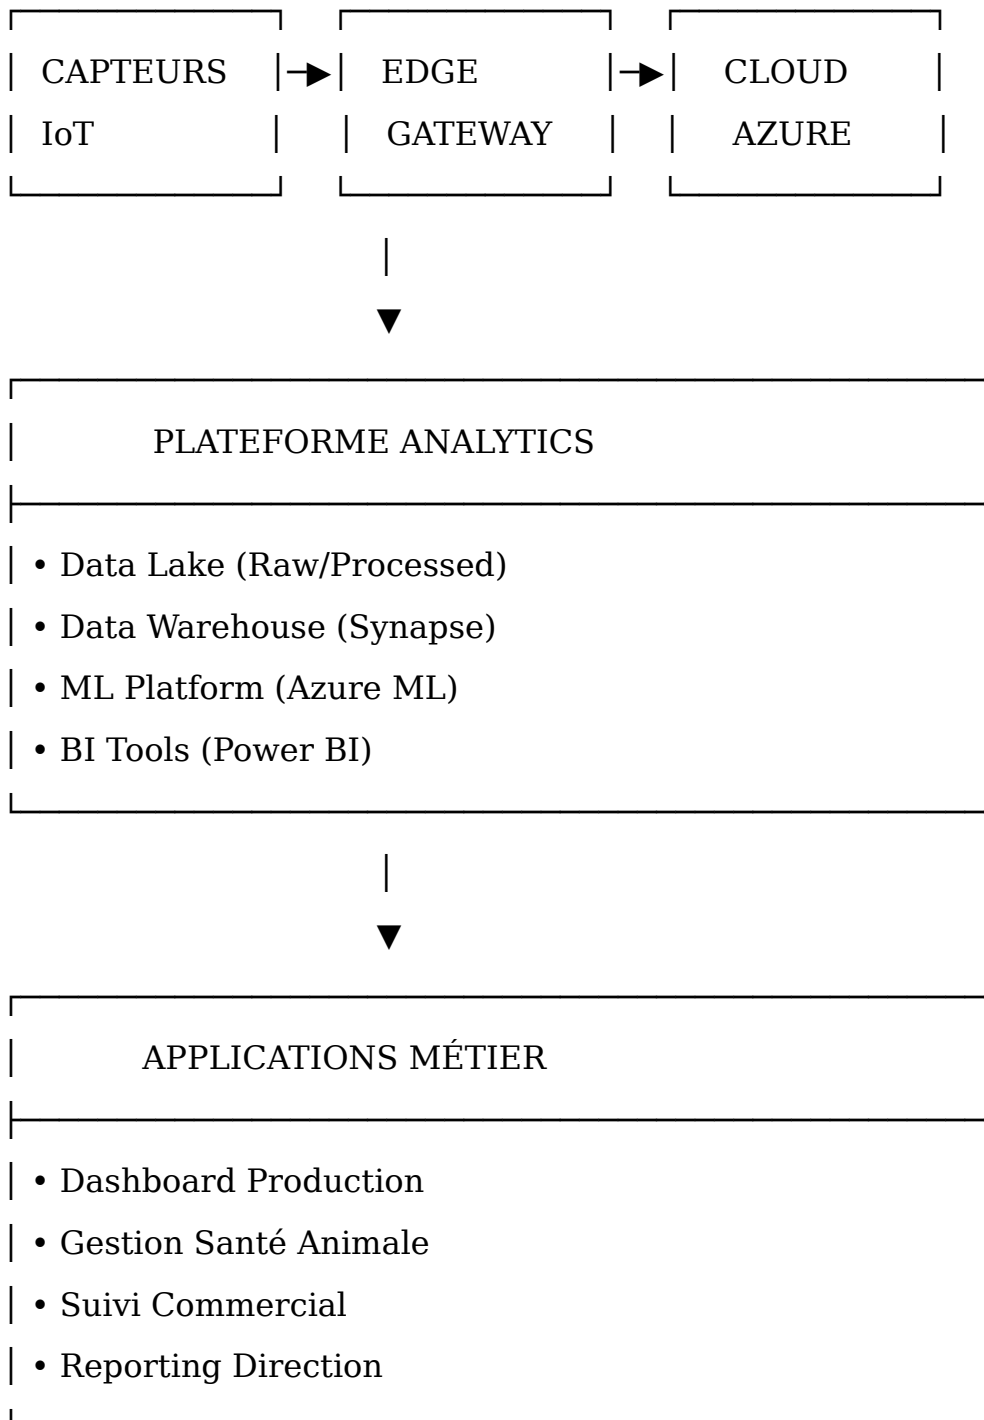 ┌──────────────┐ ┌──────────────┐ ┌──────────────┐
│ CAPTEURS │─▶│ EDGE │─▶│ CLOUD │
│ IoT │ │ GATEWAY │ │ AZURE │
└──────────────┘ └──────────────┘ └──────────────┘
│
▼
┌──────────────────────────────────────────────────
│ PLATEFORME ANALYTICS
├──────────────────────────────────────────────────
│ • Data Lake (Raw/Processed)
│ • Data Warehouse (Synapse)
│ • ML Platform (Azure ML)
│ • BI Tools (Power BI)
└──────────────────────────────────────────────────
│
▼
┌──────────────────────────────────────────────────
│ APPLICATIONS MÉTIER
├──────────────────────────────────────────────────
│ • Dashboard Production
│ • Gestion Santé Animale
│ • Suivi Commercial
│ • Reporting Direction